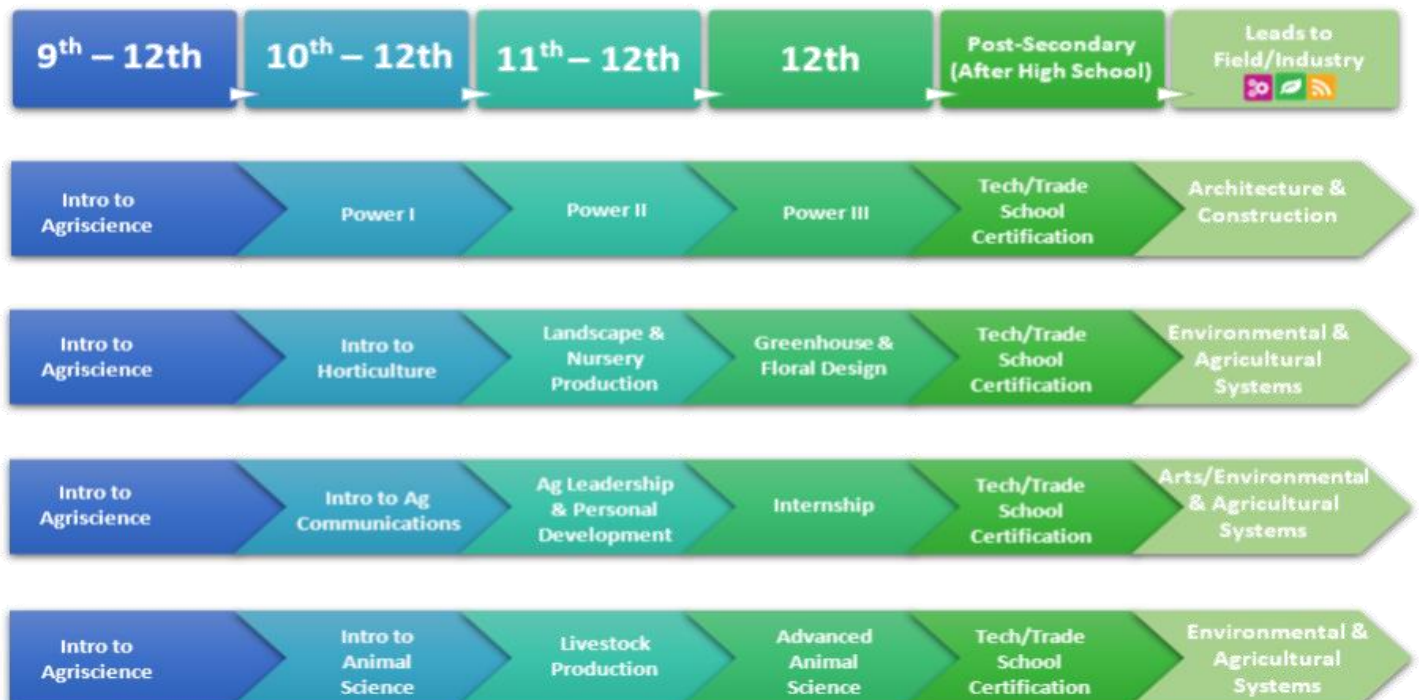 9th – 12th
10th – 12th
11th – 12th
12th
Post-Secondary
(After High School)
Leads to
Field/Industry
Intro to
Agriscience
Power I
Power II
Power III
Tech/Trade
School
Certification
Architecture &
Construction
Intro to
Agriscience
Intro to
Horticulture
Landscape &
Nursery
Production
Greenhouse &
Floral Design
Tech/Trade
School
Certification
Environmental &
Agricultural
Systems
Intro to
Agriscience
Intro to Ag
Communications
Ag Leadership
& Personal
Development
Internship
Tech/Trade
School
Certification
Arts/Environmental
& Agricultural
Systems
Intro to
Agriscience
Intro to
Animal
Science
Livestock
Production
Advanced
Animal
Science
Tech/Trade
School
Certification
Environmental &
Agricultural
Systems